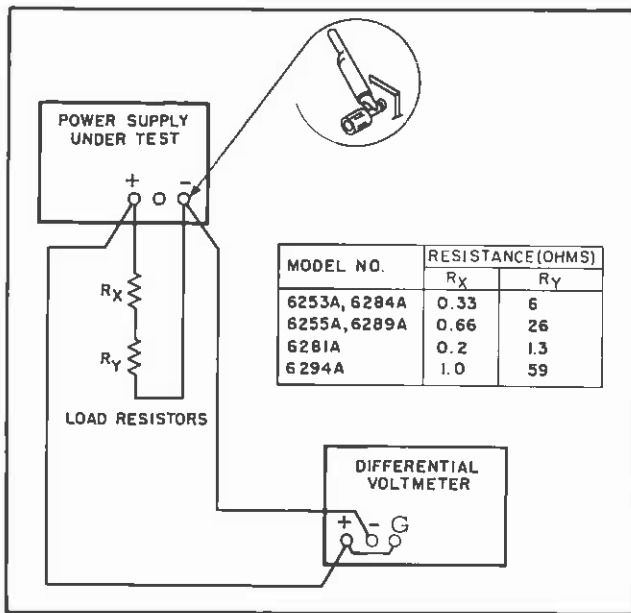 POWER SUPPLY
UNDER TEST
+ -
RX
RY
LOAD RESISTORS
MODEL NO. RESISTANCE(OHMS)
RX RY
6253A, 6284A 0.33 6
6255A, 6289A 0.66 26
6281A 0.2 1.3
6294A 1.0 59
DIFFERENTIAL
VOLTMETER
+ - G